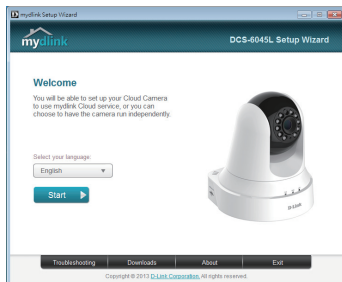 mydlink Setup Wizard
mydlink
DCS-6045L Setup Wizard
Welcome
You will be able to set up your Cloud Camera
to use mydlink Cloud service, or you can
choose to have the camera run independently.
Select your language:
English
Start
D-Link
Troubleshooting Downloads About Exit
Copyright © 2013 D-Link Corporation, All rights reserved.